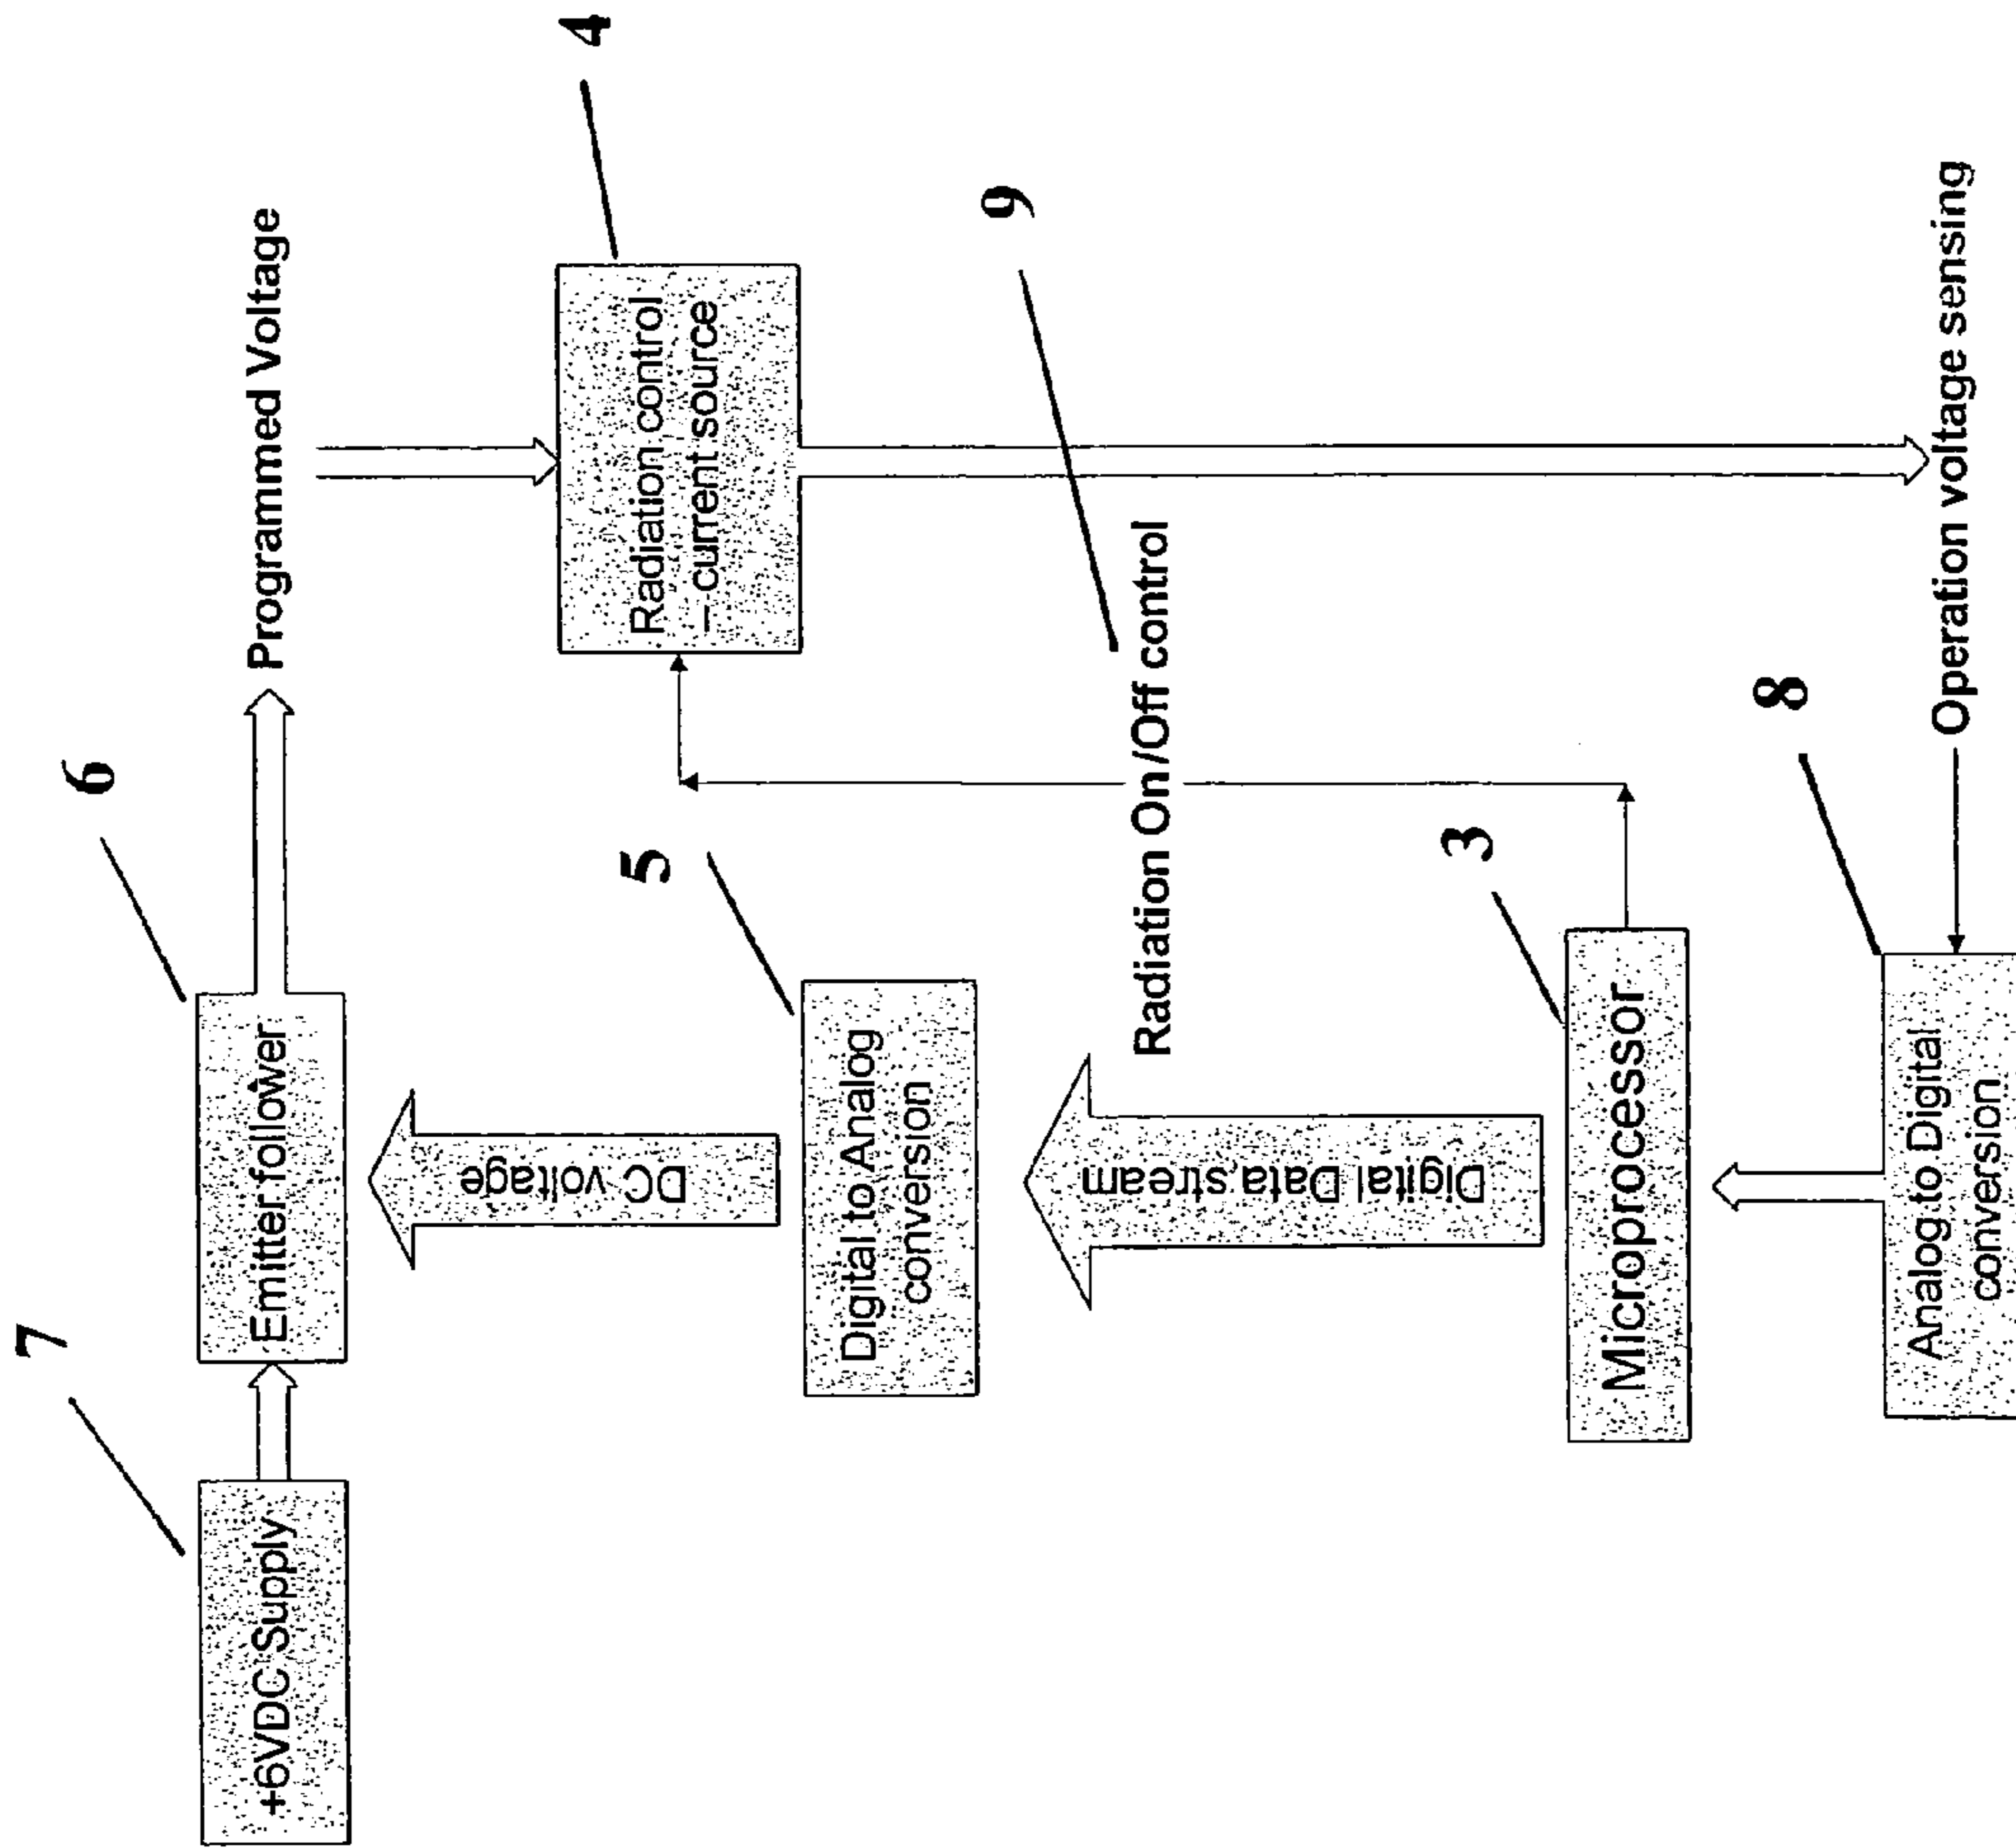 7
6
4
+6VDC Supply
Emitter follower
Programmed Voltage
DC voltage
Radiation control
– current source
5
Digital to Analog
conversion
9
Digital Data stream
Radiation On/Off control
3
Microprocessor
8
Analog to Digital
conversion
Operation voltage sensing